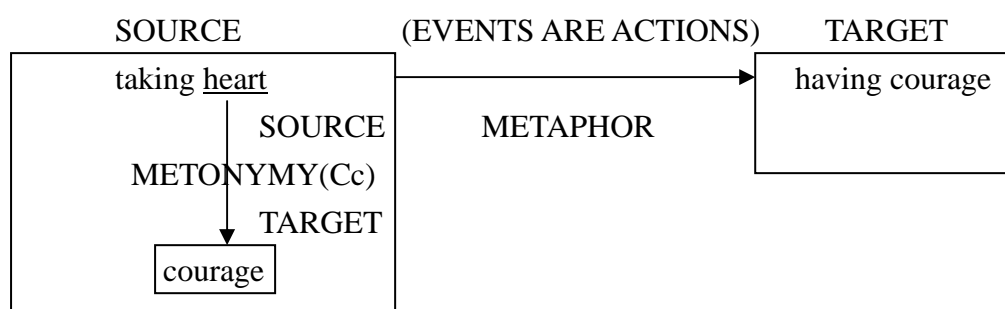 SOURCE (EVENTS ARE ACTIONS) TARGET
taking heart having courage
SOURCE METAPHOR
METONYMY(Cc)
TARGET
courage